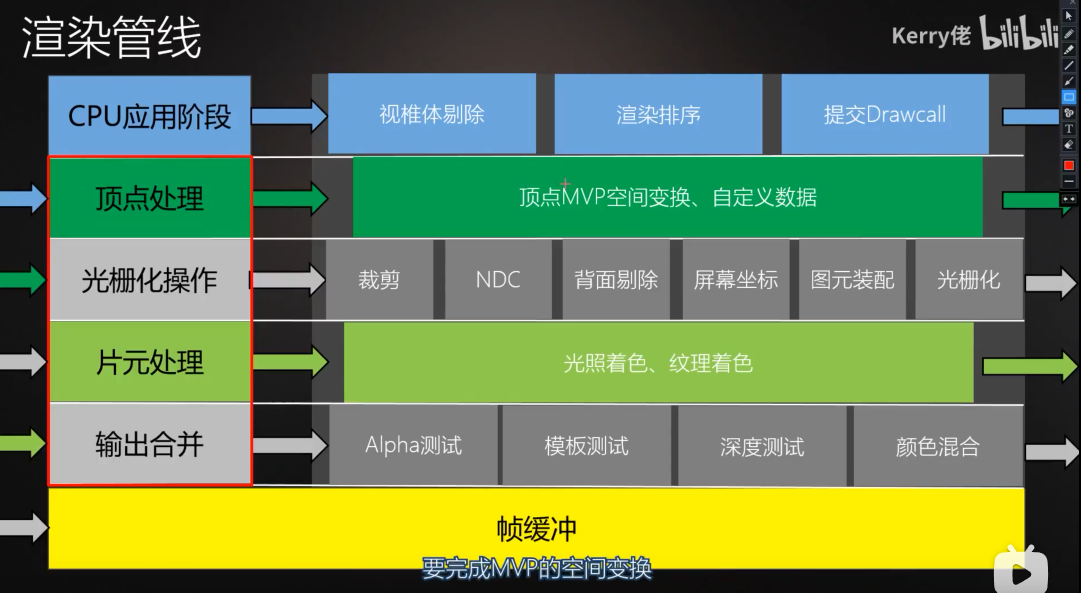 渲染管线
Kerry佬 bilibili
CPU应用阶段
视椎体剔除
渲染排序
提交Drawcall
顶点处理
顶点MVP空间变换、自定义数据
光栅化操作
裁剪
NDC
背面剔除
屏幕坐标
图元装配
光栅化
片元处理
光照着色、纹理着色
输出合并
Alpha测试
模板测试
深度测试
颜色混合
帧缓冲
要完成MVP的空间变换
T